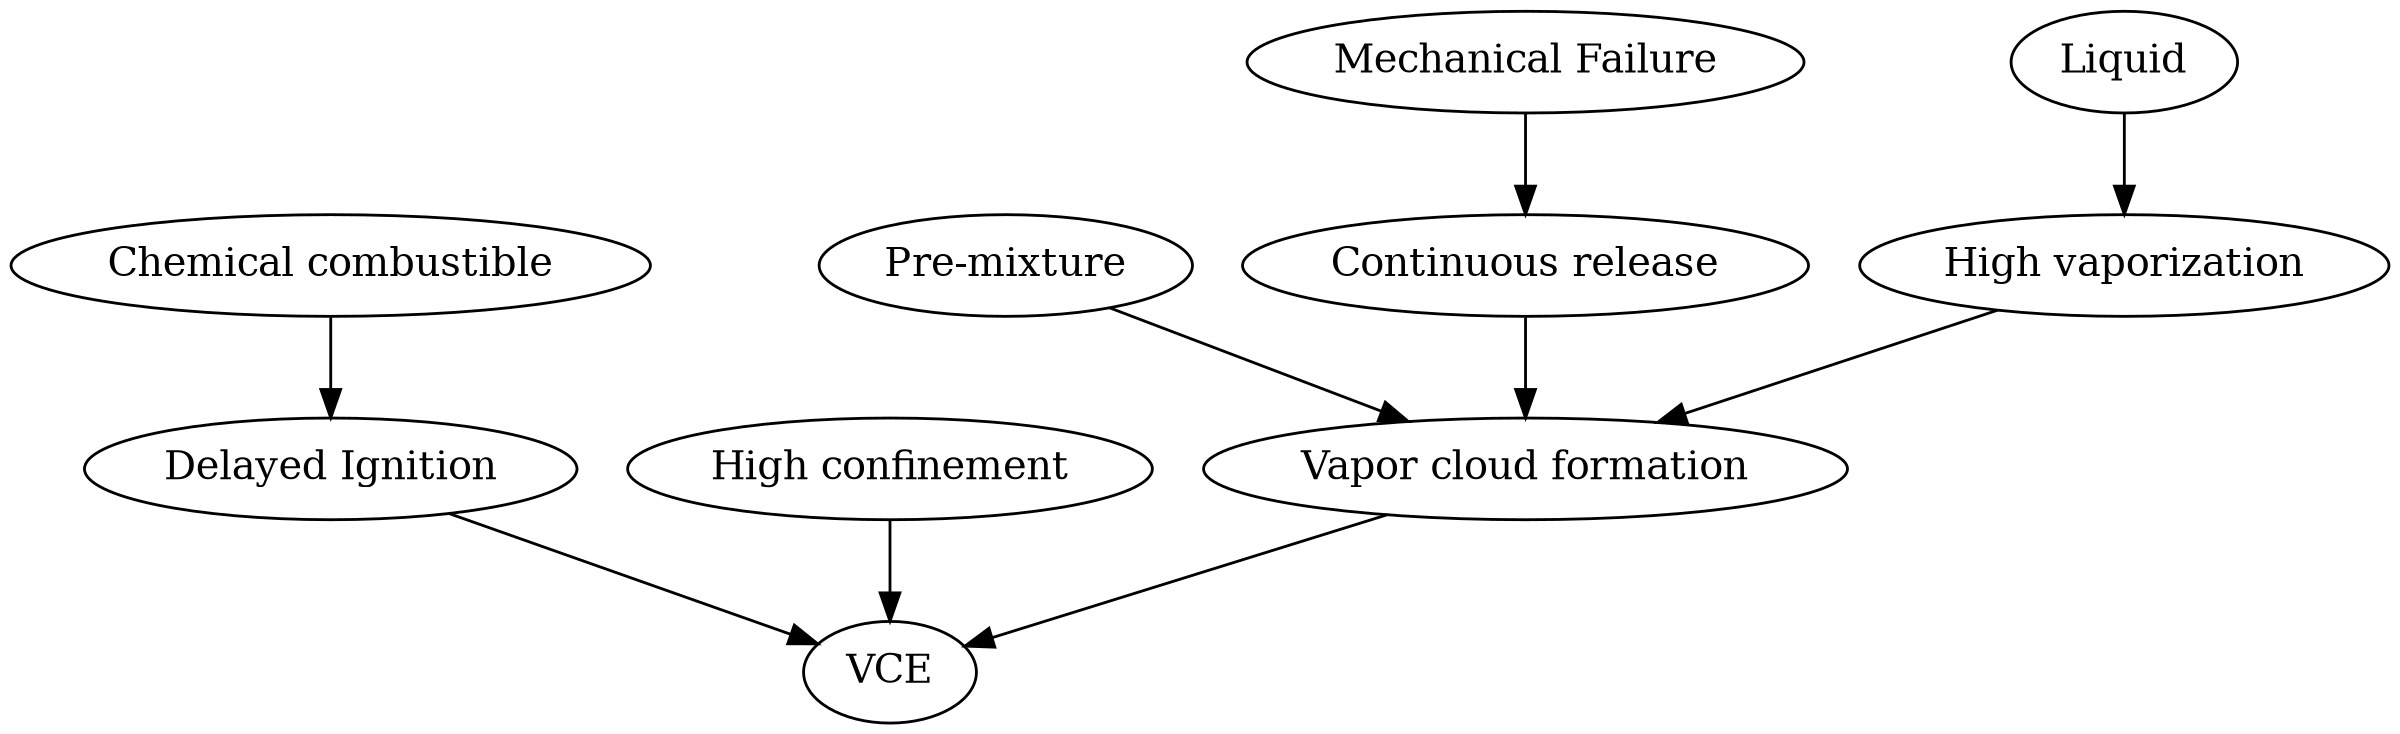 Mechanical Failure
Liquid
Chemical combustible
Pre-mixture
Continuous release
High vaporization
Delayed Ignition
High confinement
Vapor cloud formation
VCE